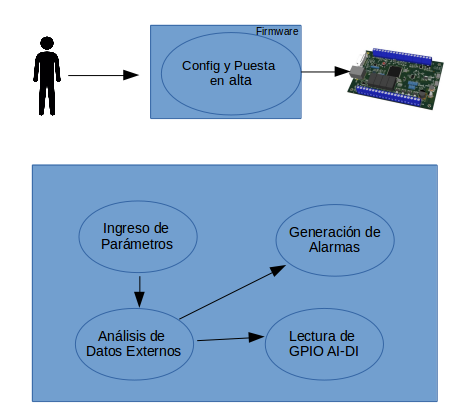 Firmware
Config y Puesta
en alta
Ingreso de
Parámetros
Generación de
Alarmas
Análisis de
Datos Externos
Lectura de
GPIO AI-DI